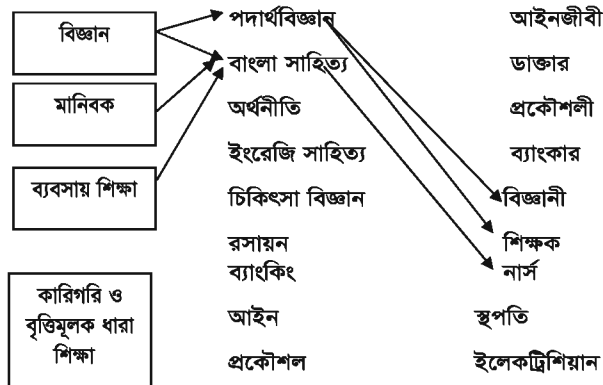 বিজ্ঞান
মানিবক
ব্যবসায় শিক্ষা
কারিগরি ও
বৃত্তিমূলক ধারা
শিক্ষা
পদার্থবিজ্ঞান
বাংলা সাহিত্য
অর্থনীতি
ইংরেজি সাহিত্য
চিকিৎসা বিজ্ঞান
রসায়ন
ব্যাংকিং
আইন
প্রকৌশল
আইনজীবী
ডাক্তার
প্রকৌশলী
ব্যাংকার
বিজ্ঞানী
শিক্ষক
নার্স
স্থপতি
ইলেকট্রিশিয়ান